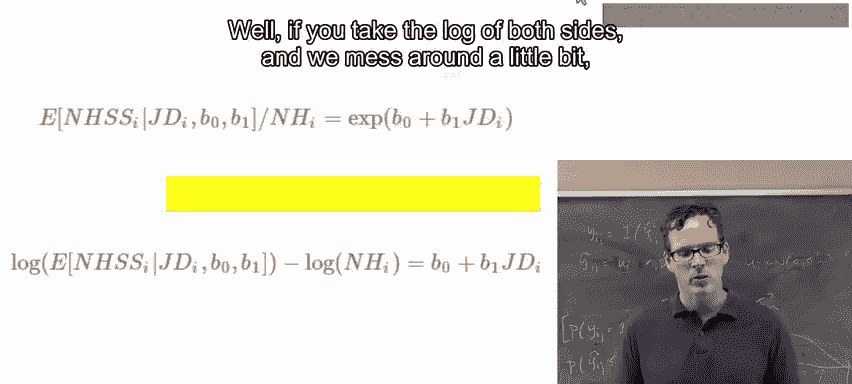 Well, if you take the log of both sides,
and we mess around a little bit,
E[NHSS_i|JD_i, b_0, b_1]/NH_i = exp(b_0 + b_1JD_i)
log(E[NHSS_i|JD_i, b_0, b_1]) − log(NH_i) = b_0 + b_1JD_i